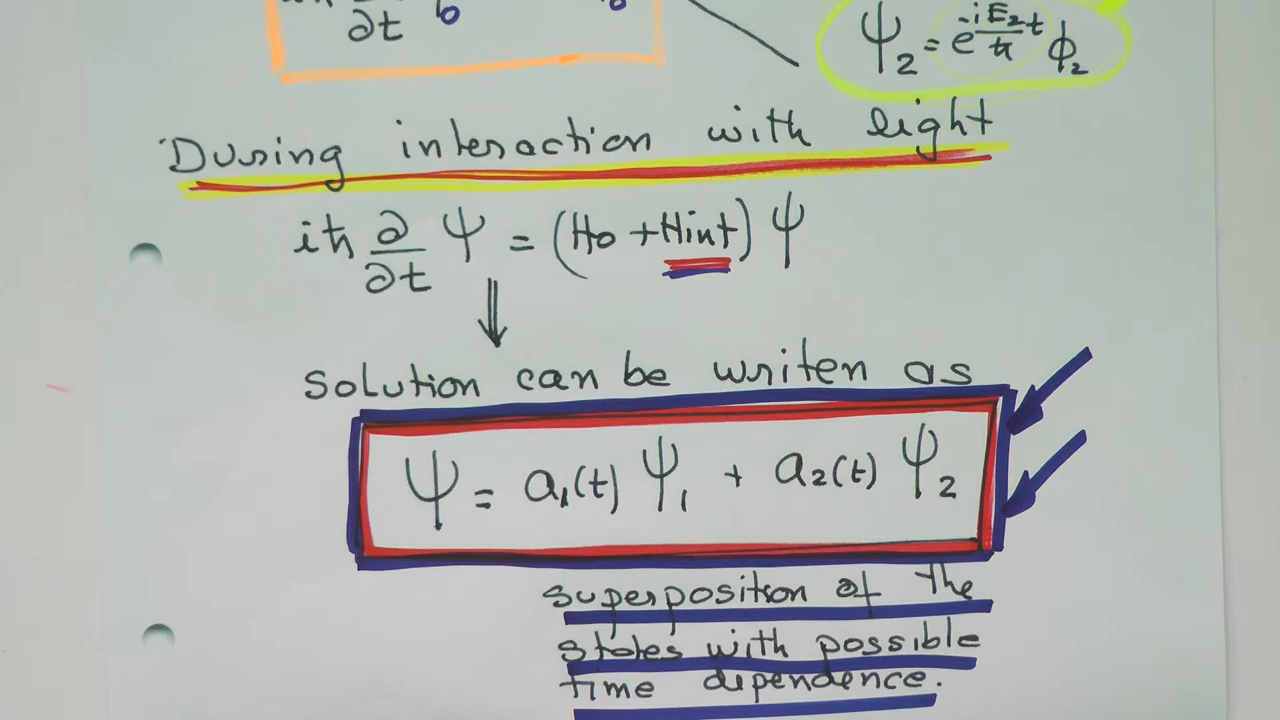 ∂t
ψ₂ = e^(-iE₂t/ħ) ϕ₂
During interaction with light
iħ ∂/∂t ψ = (Ho + Hint) ψ
⇓
solution can be writen as
ψ = a₁(t) ψ₁ + a₂(t) ψ₂
superposition of the
states with possible
time dependence.